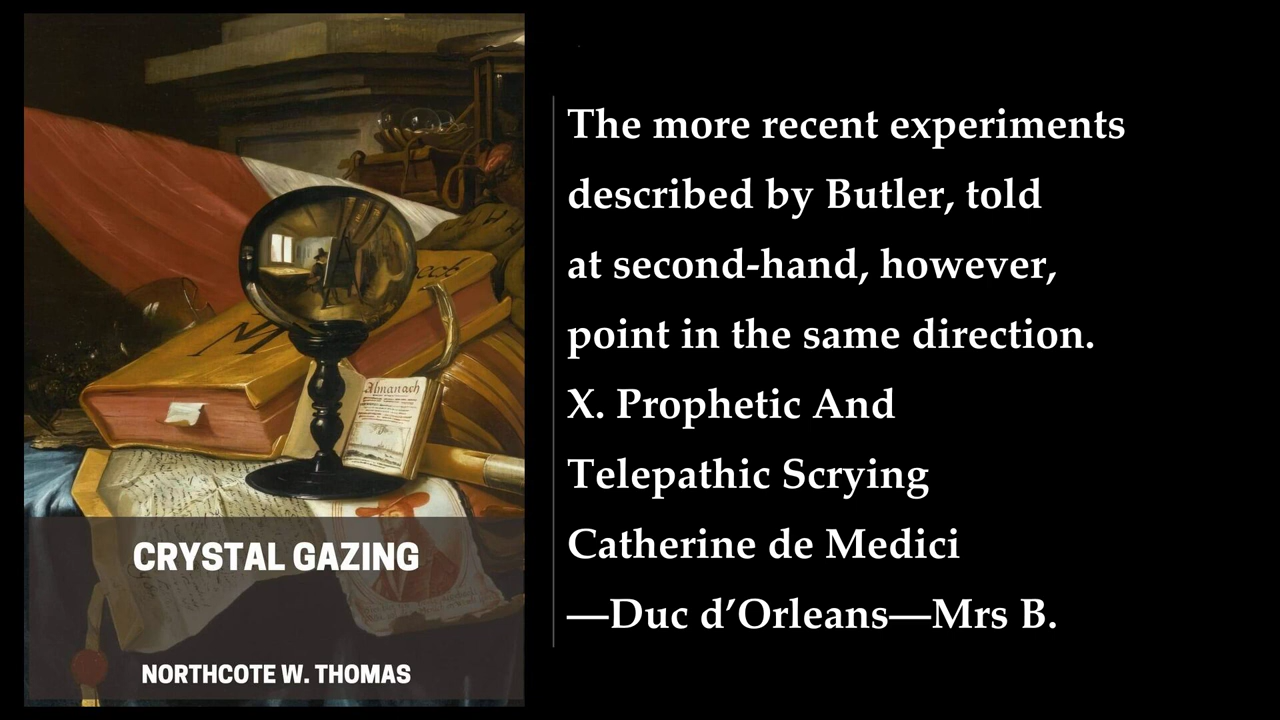 M
Almanach
CRYSTAL GAZING
NORTHCOTE W. THOMAS
The more recent experiments
described by Butler, told
at second-hand, however,
point in the same direction.
X. Prophetic And
Telepathic Scrying
Catherine de Medici
—Duc d’Orleans—Mrs B.